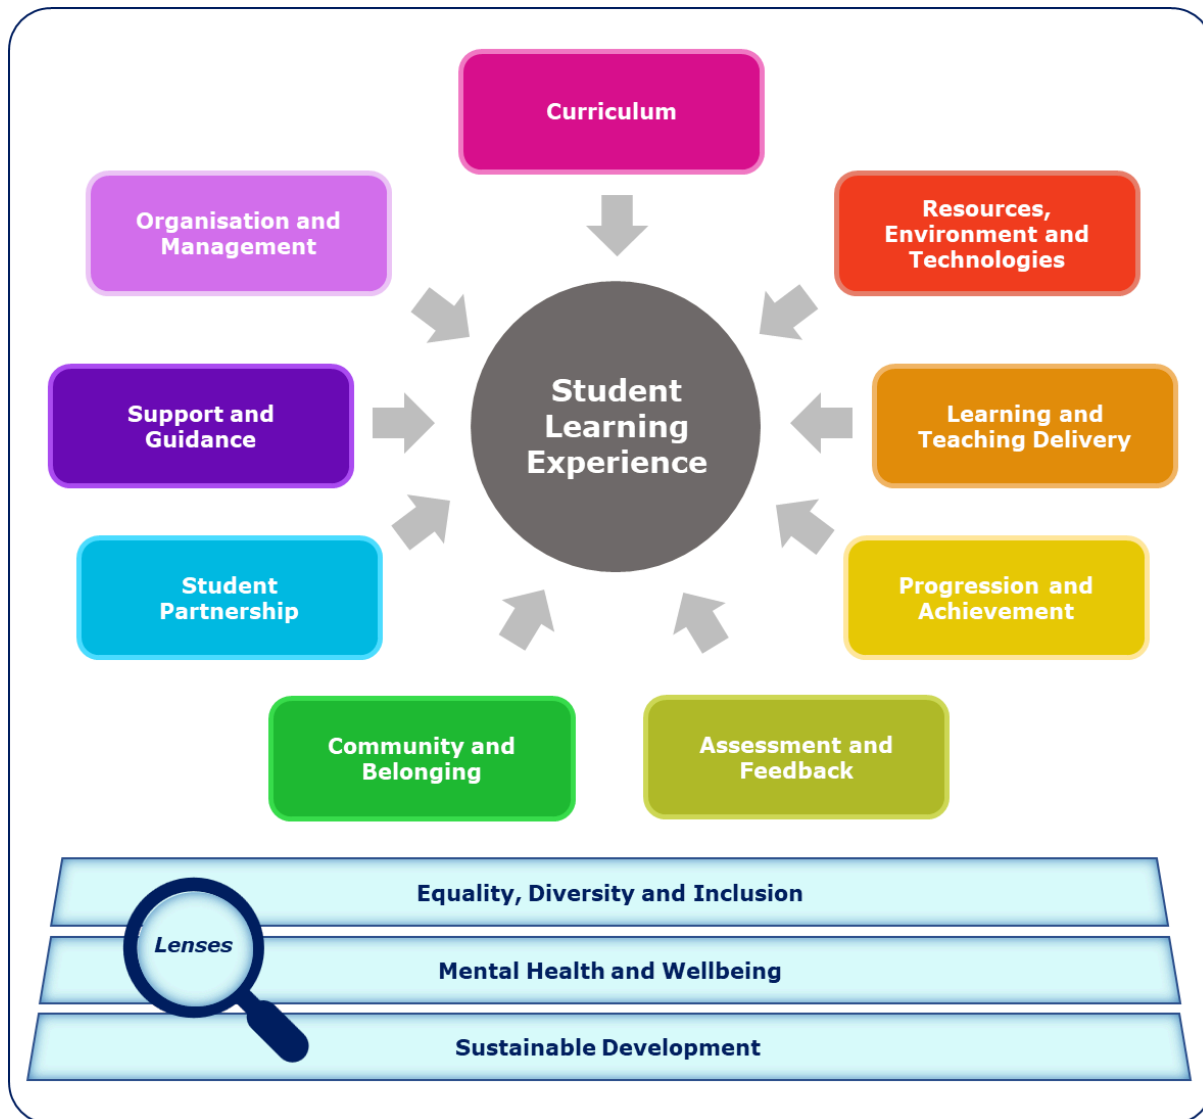 Curriculum
Organisation and
Management
Resources,
Environment and
Technologies
Student
Learning
Experience
Support and
Guidance
Learning and
Teaching Delivery
Student
Partnership
Progression and
Achievement
Community and
Belonging
Assessment and
Feedback
Lenses
Equality, Diversity and Inclusion
Mental Health and Wellbeing
Sustainable Development